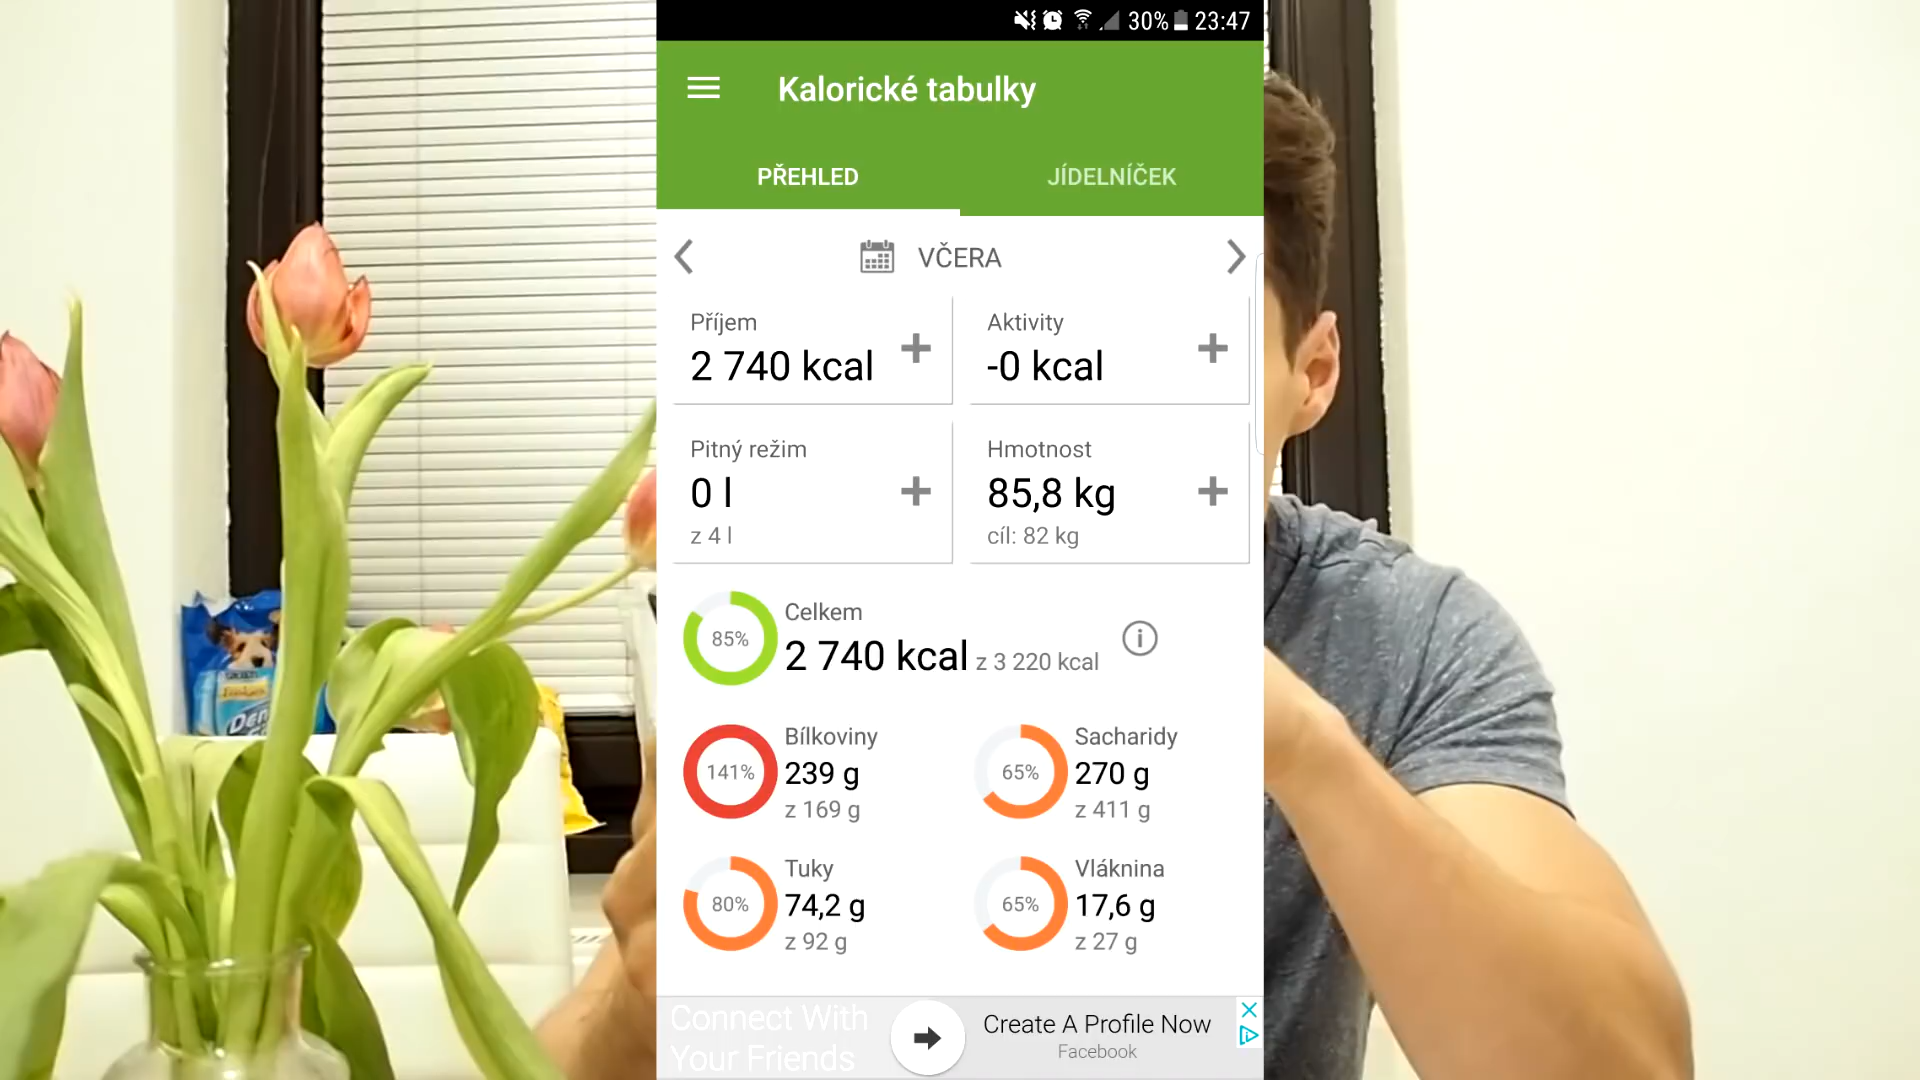 30% 23:47
Kalorické tabulky
PŘEHLED
JÍDELNÍČEK
VČERA
Příjem
2 740 kcal
Aktivity
-0 kcal
Pitný režim
0 l
z 4 l
Hmotnost
85,8 kg
cíl: 82 kg
85%
Celkem
2 740 kcal z 3 220 kcal
141%
Bílkoviny
239 g
z 169 g
65%
Sacharidy
270 g
z 411 g
80%
Tuky
74,2 g
z 92 g
65%
Vláknina
17,6 g
z 27 g
Connect With
Your Friends
Create A Profile Now
Facebook